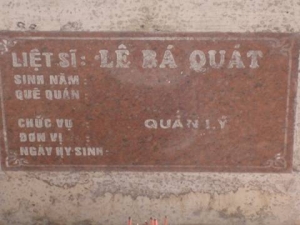 LIỆT SĨ: LÊ BÁ QUÁT
SINH NĂM :
QUÊ QUÁN :
CHỨC VỤ : QUẢN LÝ
ĐƠN VỊ :
NGÀY HY SINH :